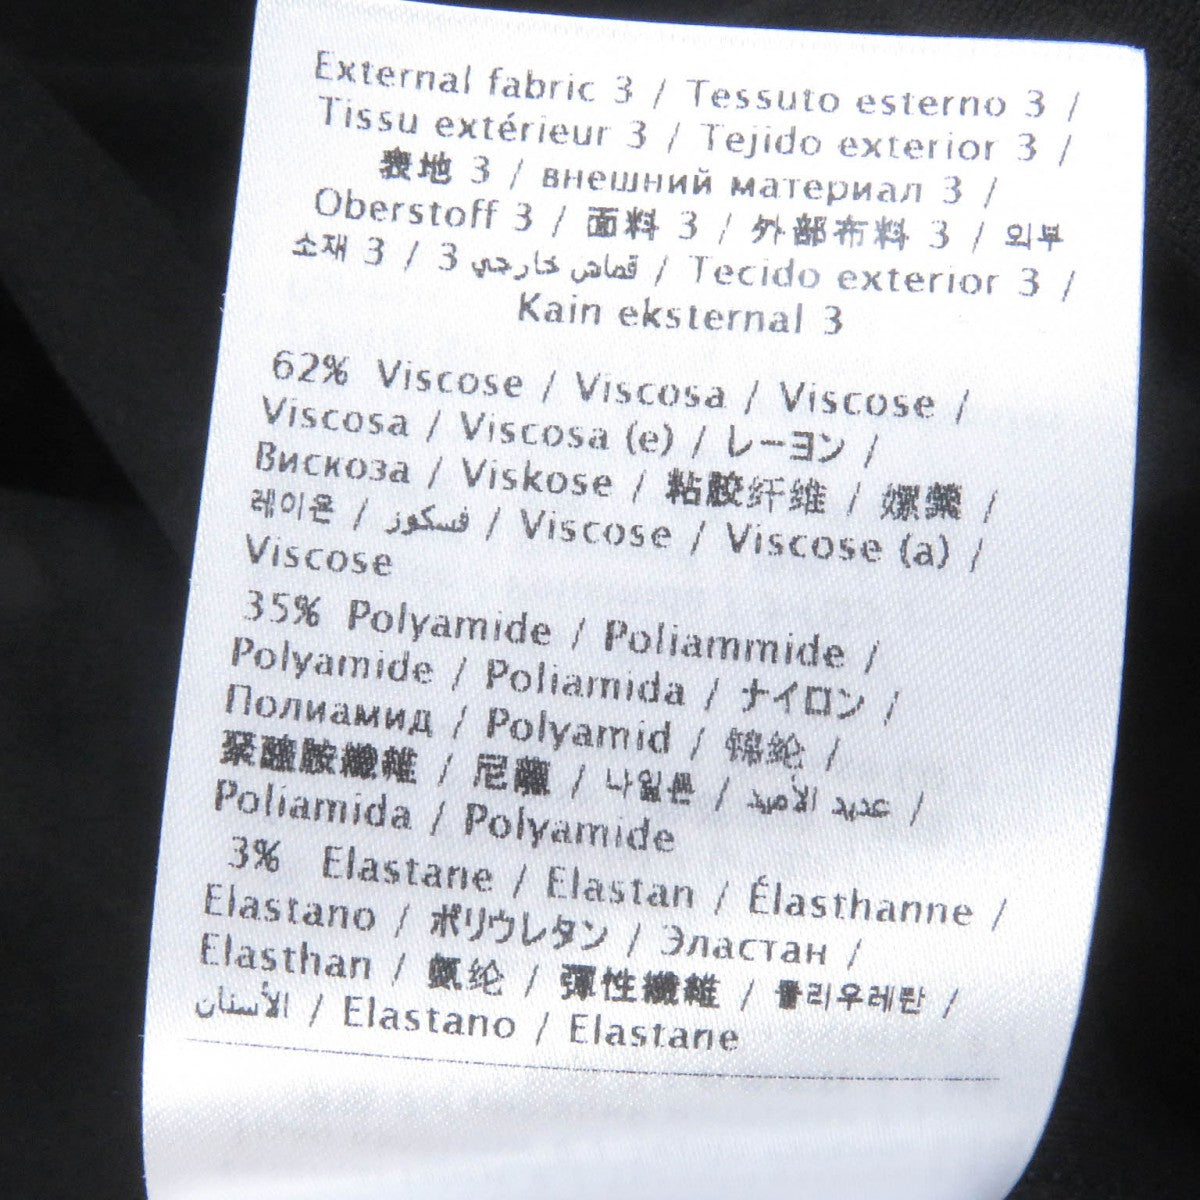 External fabric 3 / Tessuto esterno 3 /
Tissu extérieur 3 / Tejido exterior 3 /
表地 3 / внешний материал 3 /
Oberstoff 3 / 面料 3 / 外部布料 3 / 외부
소재 3 / 3 قماش خارجي / Tecido exterior 3 /
Kain eksternal 3
62% Viscose / Viscosa / Viscose /
Viscosa / Viscosa (e) / レーヨン /
Вискоза / Viskose / 粘胶纤维 / 嫘縈 /
레이온 / فسكوز / Viscose / Viscose (a) /
Viscose
35% Polyamide / Poliammide /
Polyamide / Poliamida / ナイロン /
Полиамид / Polyamid / 锦纶 /
聚醯胺纖維 / 尼龍 / 나일론 / عديد الأميد /
Poliamida / Polyamide
3% Elastane / Elastan / Élasthanne /
Elastano / ポリウレタン / Эластан /
Elasthan / 氨纶 / 彈性纖維 / 폴리우레탄 /
الأستان / Elastano / Elastane